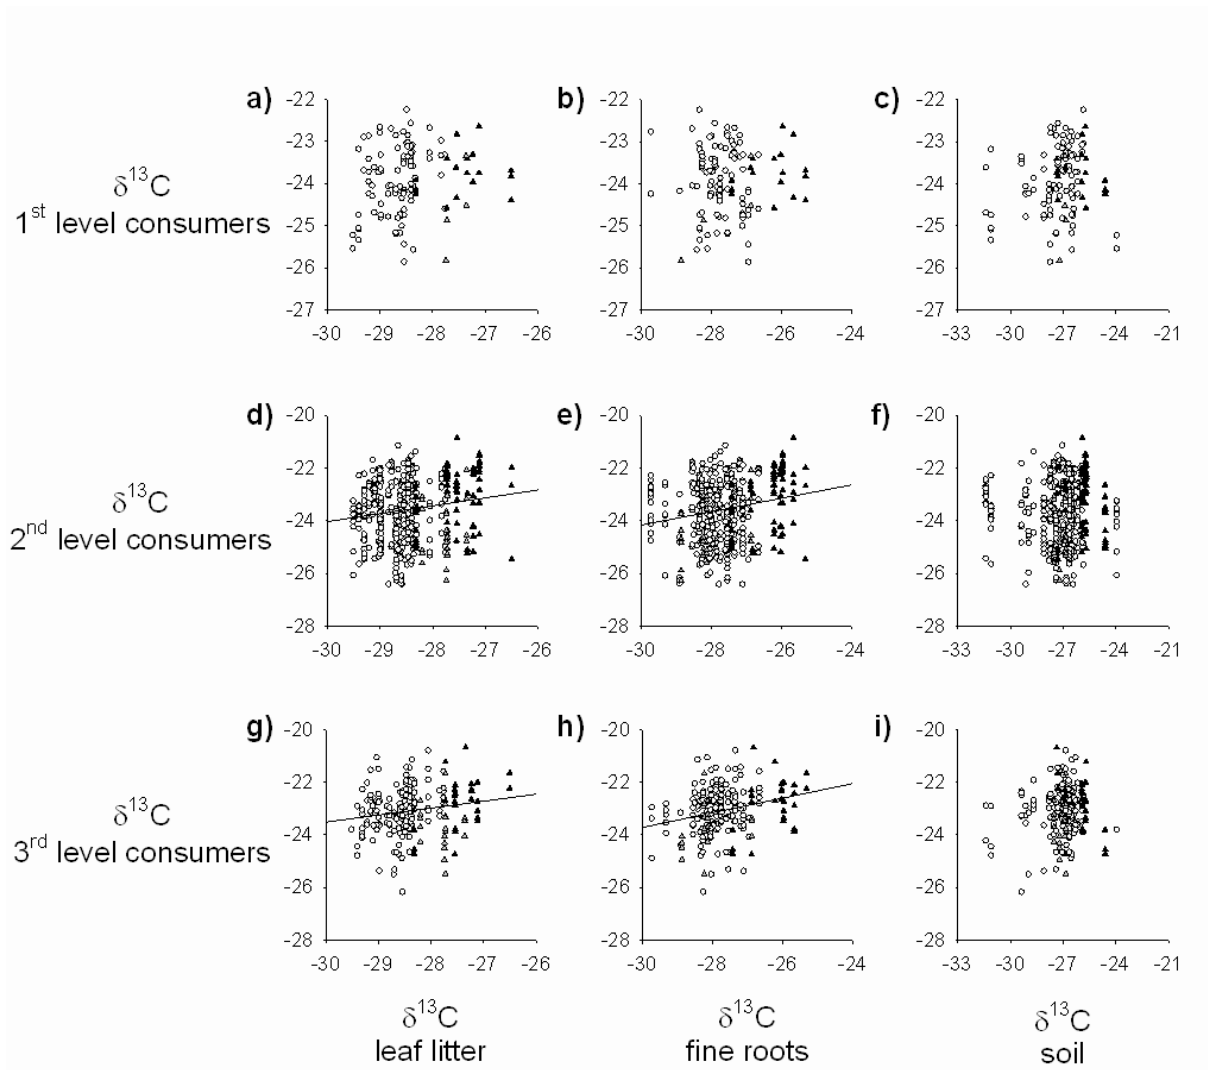 a)
b)
c)
-22
-23
-24
-25
-26
-27
-30 -29 -28 -27 -26
-22
-23
-24
-25
-26
-27
-30 -28 -26 -24
-22
-23
-24
-25
-26
-27
-33 -30 -27 -24 -21
δ13C
1st level consumers
d)
e)
f)
-20
-22
-24
-26
-28
-30 -29 -28 -27 -26
-20
-22
-24
-26
-28
-30 -28 -26 -24
-20
-22
-24
-26
-28
-33 -30 -27 -24 -21
δ13C
2nd level consumers
g)
h)
i)
-20
-22
-24
-26
-28
-30 -29 -28 -27 -26
-20
-22
-24
-26
-28
-30 -28 -26 -24
-20
-22
-24
-26
-28
-33 -30 -27 -24 -21
δ13C
3rd level consumers
δ13C
leaf litter
δ13C
fine roots
δ13C
soil